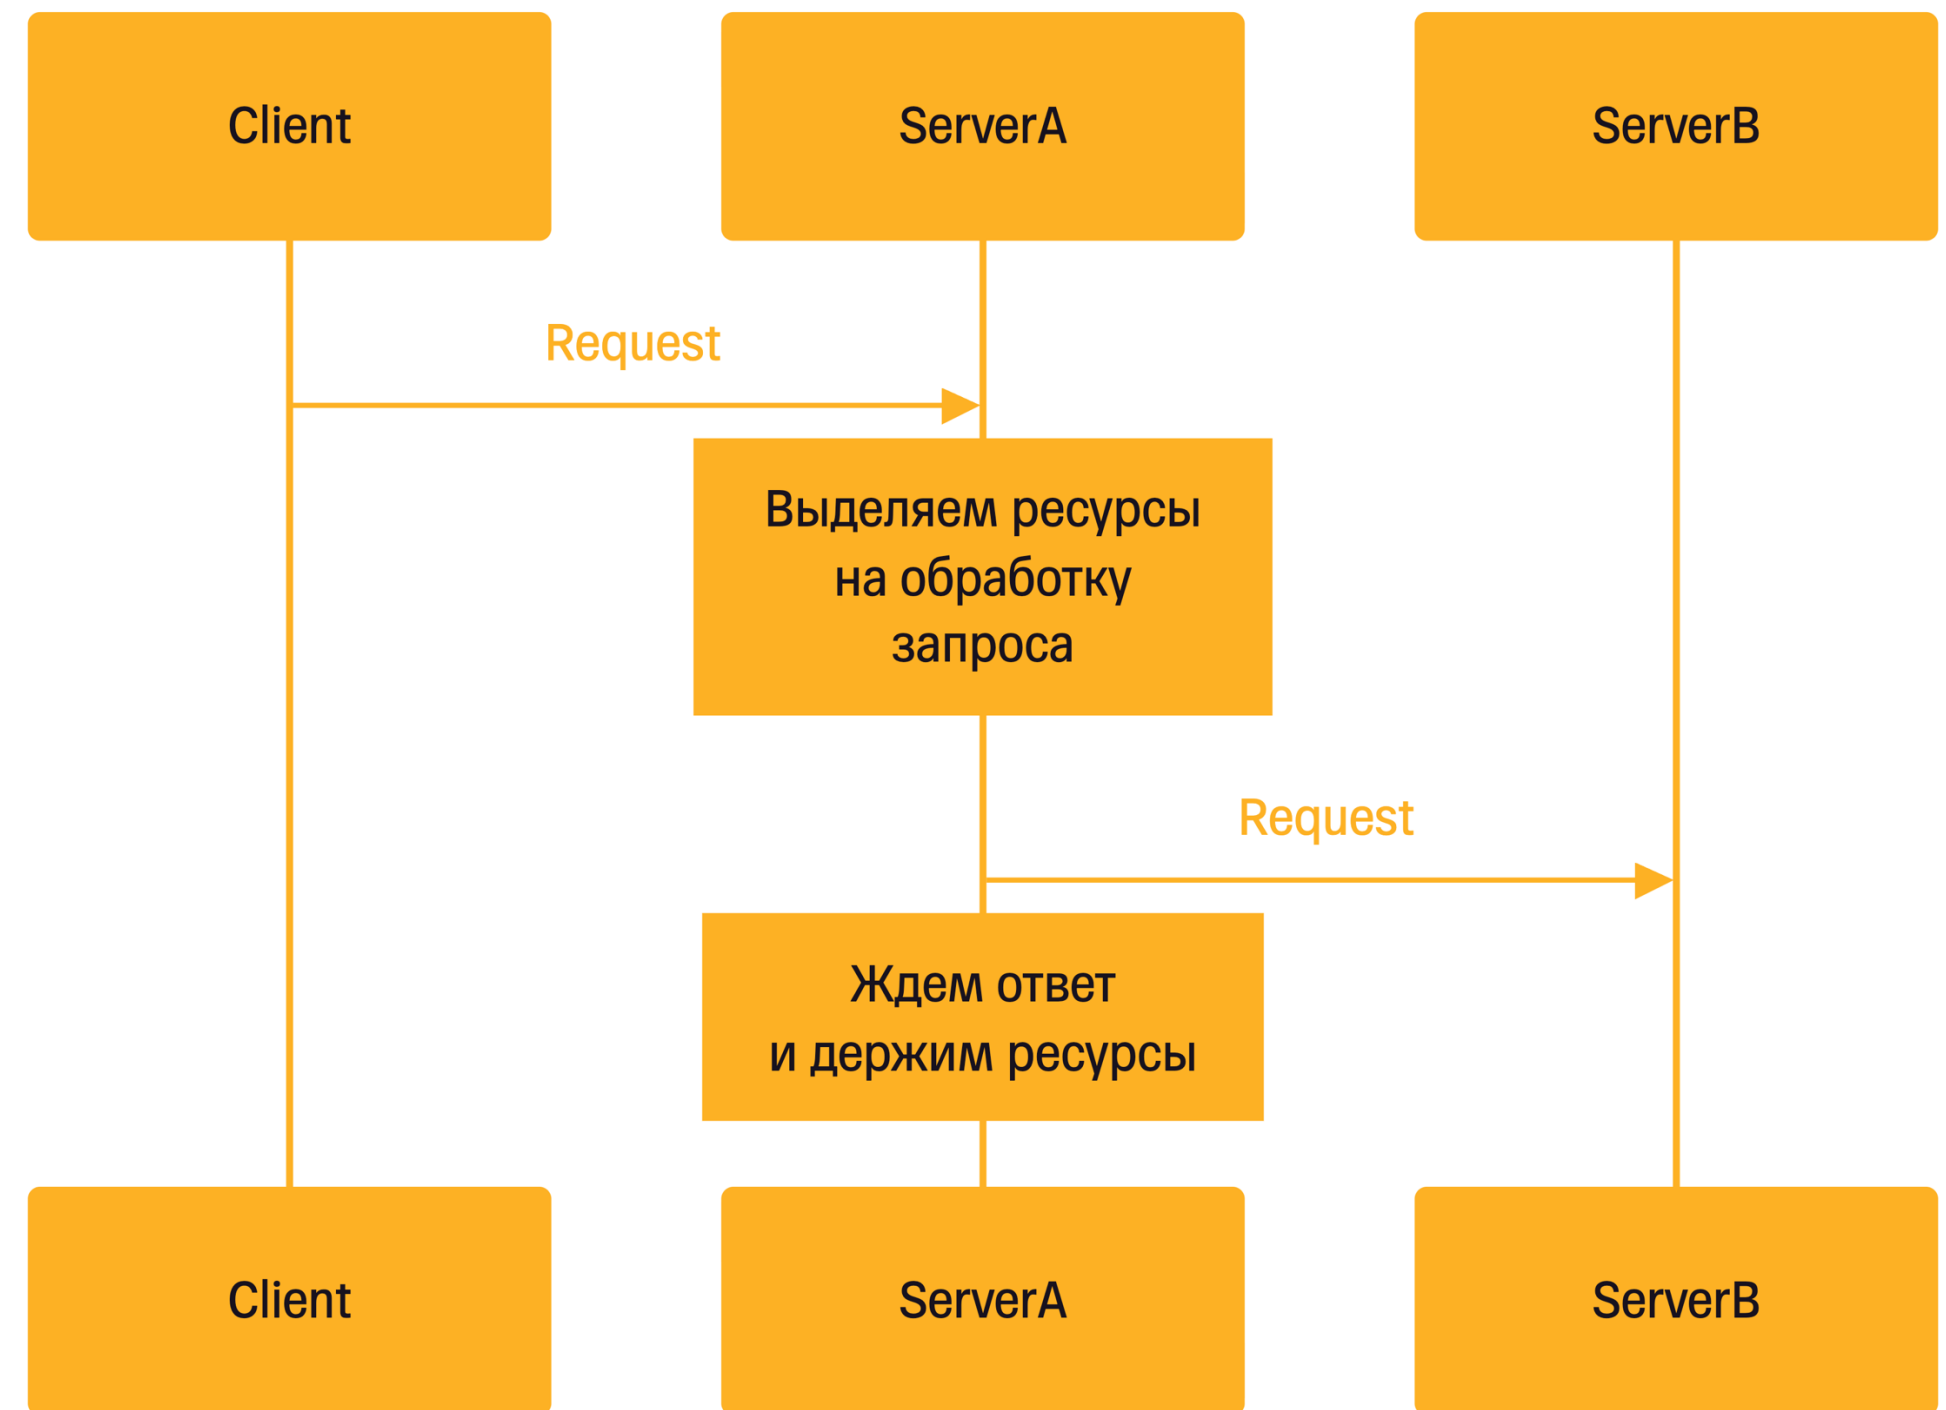 Client
ServerA
ServerB
Request
Выделяем ресурсы
на обработку
запроса
Request
Ждем ответ
и держим ресурсы
Client
ServerA
ServerB